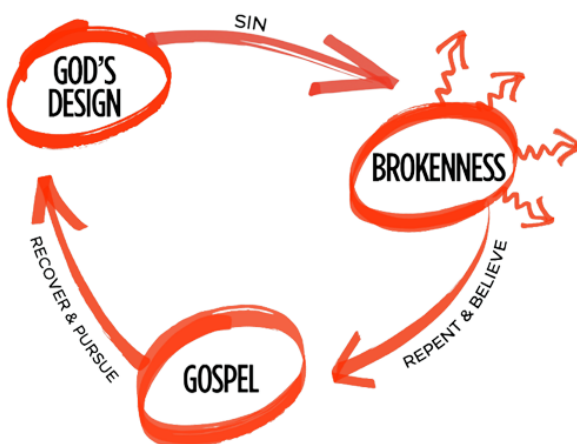 SIN
GOD'S
DESIGN
BROKENNESS
REPENT & BELIEVE
GOSPEL
RECOVER & PURSUE